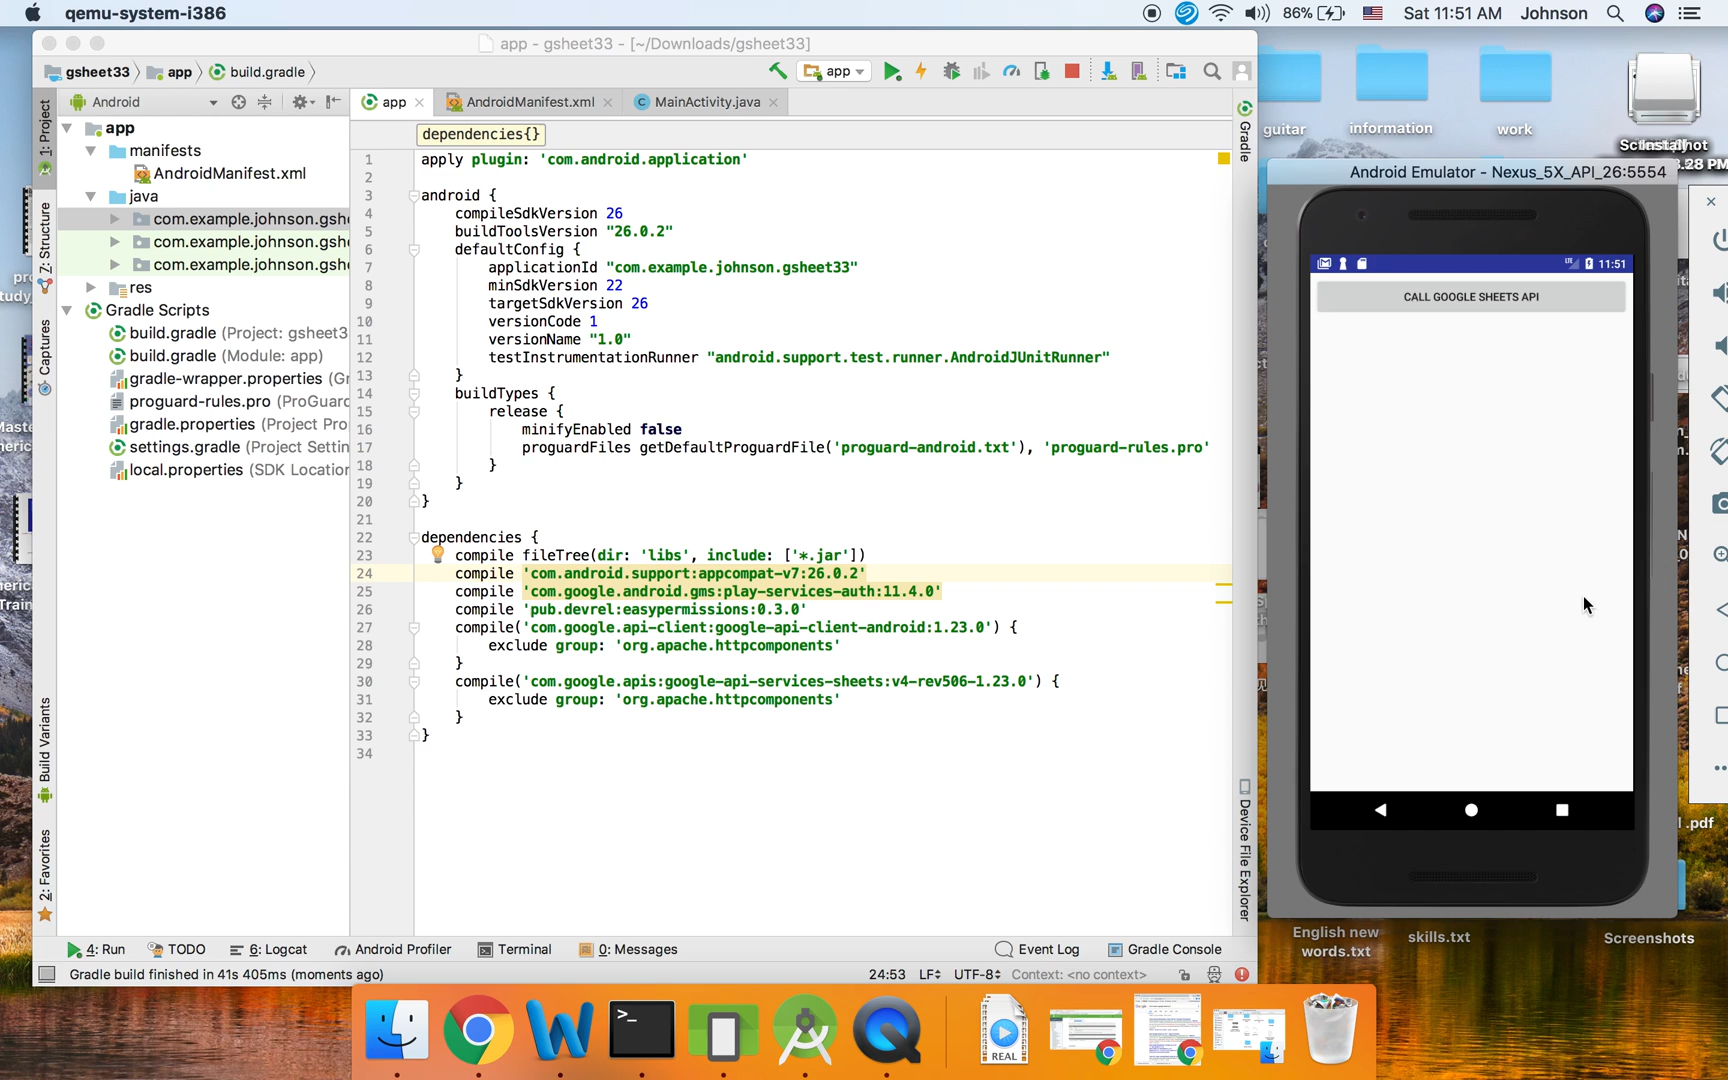 qemu-system-i386
86%
Sat 11:51 AM
Johnson
app - gsheet33 - [~/Downloads/gsheet33]
gsheet33
app
build.gradle
app
Android
app
AndroidManifest.xml
MainActivity.java
dependencies{}
1: Project
Z: Structure
Captures
Build Variants
2: Favorites
app
manifests
AndroidManifest.xml
java
com.example.johnson.gshe
com.example.johnson.gshe
com.example.johnson.gshe
res
Gradle Scripts
build.gradle (Project: gsheet3
build.gradle (Module: app)
gradle-wrapper.properties (Gr
proguard-rules.pro (ProGuard
gradle.properties (Project Pro
settings.gradle (Project Settin
local.properties (SDK Location
1 apply plugin: 'com.android.application'
2
3 android {
4 compileSdkVersion 26
5 buildToolsVersion "26.0.2"
6 defaultConfig {
7 applicationId "com.example.johnson.gsheet33"
8 minSdkVersion 22
9 targetSdkVersion 26
10 versionCode 1
11 versionName "1.0"
12 testInstrumentationRunner "android.support.test.runner.AndroidJUnitRunner"
13 }
14 buildTypes {
15 release {
16 minifyEnabled false
17 proguardFiles getDefaultProguardFile('proguard-android.txt'), 'proguard-rules.pro'
18 }
19 }
20 }
21
22 dependencies {
23 compile fileTree(dir: 'libs', include: ['*.jar'])
24 compile 'com.android.support:appcompat-v7:26.0.2'
25 compile 'com.google.android.gms:play-services-auth:11.4.0'
26 compile 'pub.devrel:easypermissions:0.3.0'
27 compile('com.google.api-client:google-api-client-android:1.23.0') {
28 exclude group: 'org.apache.httpcomponents'
29 }
30 compile('com.google.apis:google-api-services-sheets:v4-rev506-1.23.0') {
31 exclude group: 'org.apache.httpcomponents'
32 }
33 }
34
Gradle
Device File Explorer
4: Run
TODO
6: Logcat
Android Profiler
Terminal
0: Messages
Event Log
Gradle Console
Gradle build finished in 41s 405ms (moments ago)
24:53
LF
UTF-8
Context: <no context>
guitar
information
work
Android Emulator - Nexus_5X_API_26:5554
LTE
11:51
CALL GOOGLE SHEETS API
.pdf
English new
words.txt
skills.txt
Screenshots
REAL